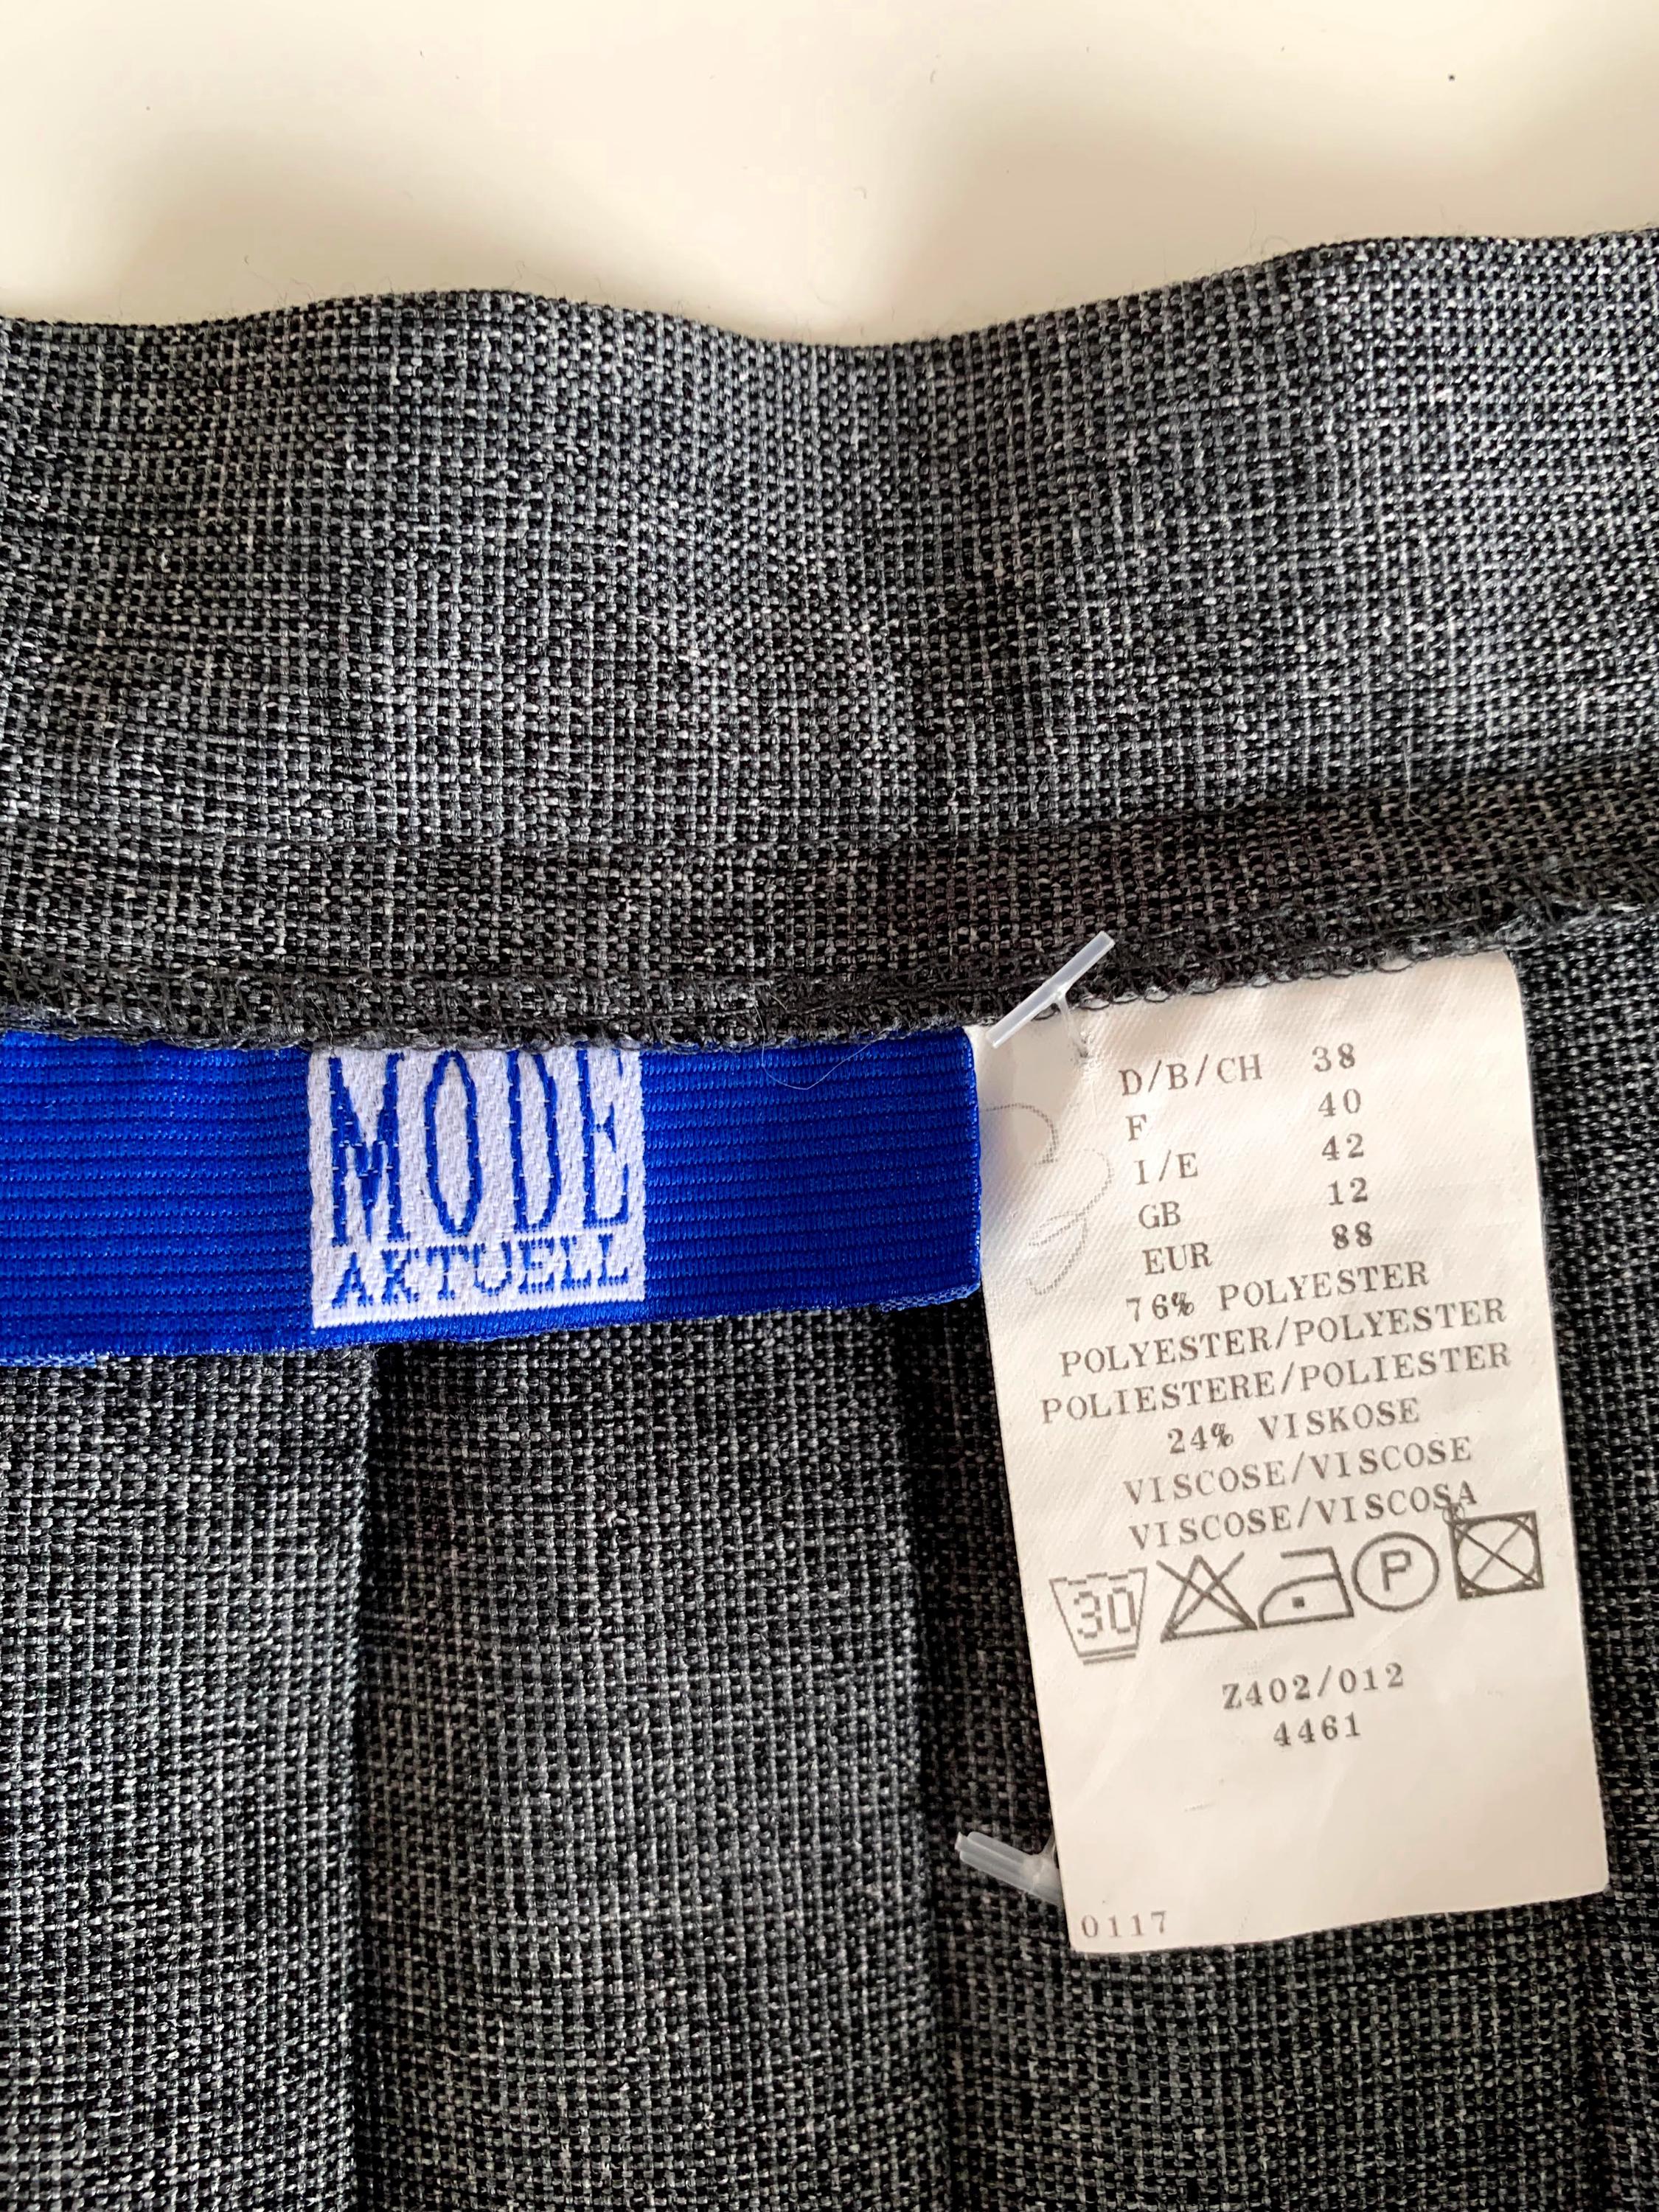 MODE
AKTUELL
D/B/CH 38
F 40
I/E 42
GB 12
EUR 88
76% POLYESTER
POLYESTER/POLYESTER
POLIESTERE/POLIESTER
24% VISKOSE
VISCOSE/VISCOSE
VISCOSE/VISCOSA
30 P
Z402/012
4461
0117